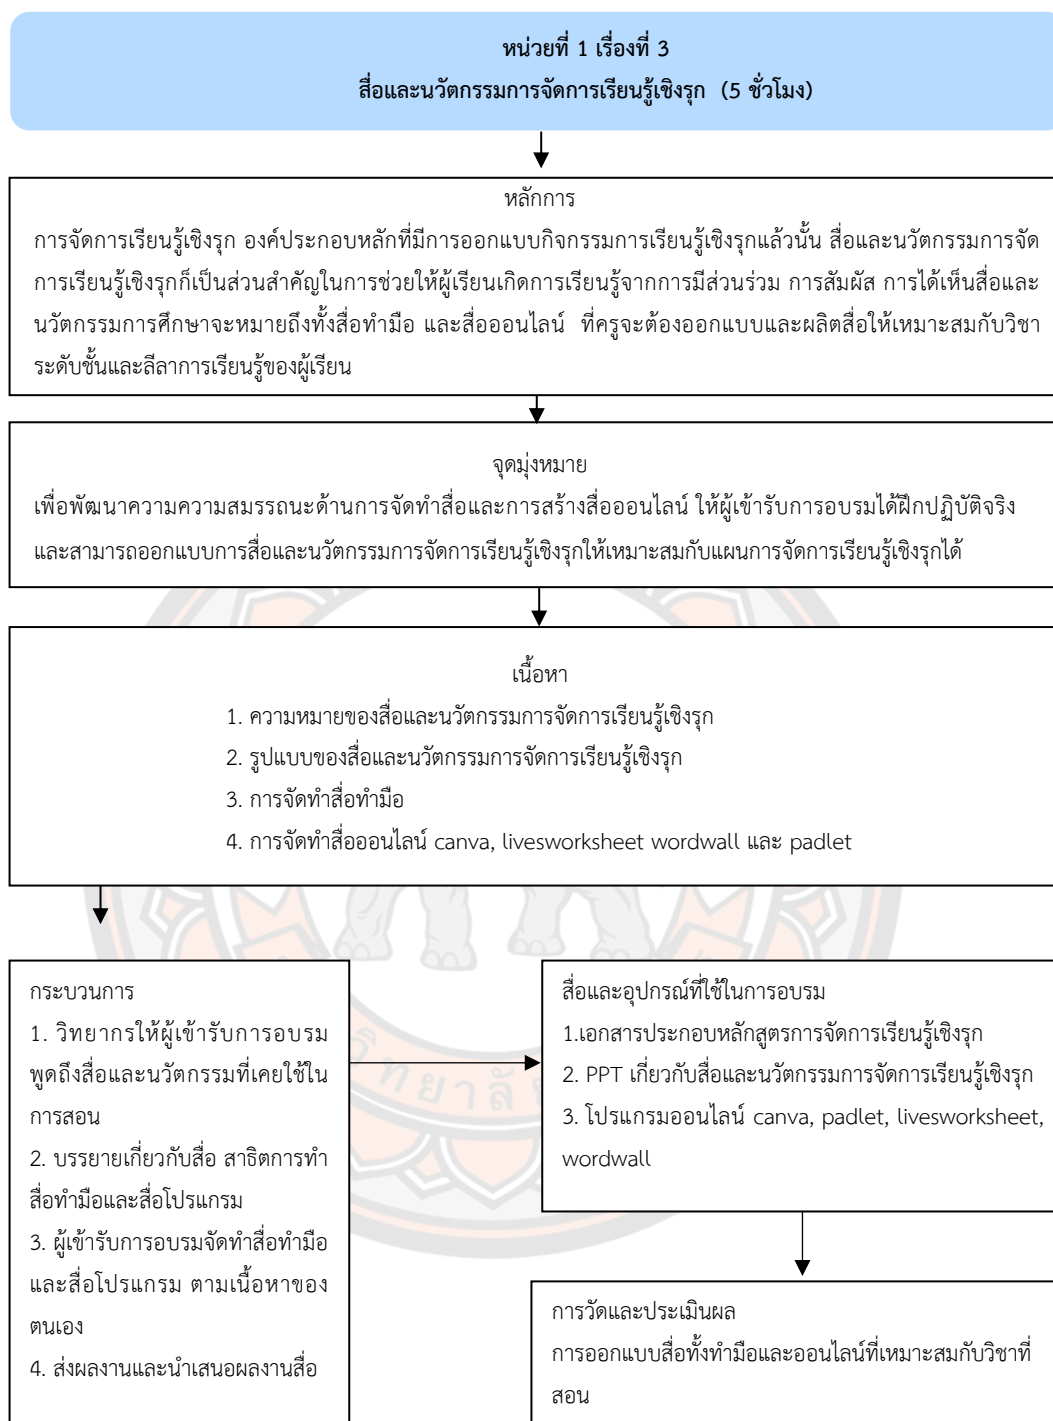 หน่วยที่ 1 เรื่องที่ 3
สื่อและนวัตกรรมการจัดการเรียนรู้เชิงรุก (5 ชั่วโมง)
หลักการ
การจัดการเรียนรู้เชิงรุก องค์ประกอบหลักที่มีการออกแบบกิจกรรมการเรียนรู้เชิงรุกแล้วนั้น สื่อและนวัตกรรมการจัด
การเรียนรู้เชิงรุกก็เป็นส่วนสำคัญในการช่วยให้ผู้เรียนเกิดการเรียนรู้จากการมีส่วนร่วม การสัมผัส การได้เห็นสื่อและ
นวัตกรรมการศึกษาจะหมายถึงทั้งสื่อทำมือ และสื่อออนไลน์ ที่ครูจะต้องออกแบบและผลิตสื่อให้เหมาะสมกับวิชา
ระดับชั้นและลีลาการเรียนรู้ของผู้เรียน
จุดมุ่งหมาย
เพื่อพัฒนาความความสมรรถนะด้านการจัดทำสื่อและการสร้างสื่อออนไลน์ ให้ผู้เข้ารับการอบรมได้ฝึกปฏิบัติจริง
และสามารถออกแบบการสื่อและนวัตกรรมการจัดการเรียนรู้เชิงรุกให้เหมาะสมกับแผนการจัดการเรียนรู้เชิงรุกได้
เนื้อหา
1. ความหมายของสื่อและนวัตกรรมการจัดการเรียนรู้เชิงรุก
2. รูปแบบของสื่อและนวัตกรรมการจัดการเรียนรู้เชิงรุก
3. การจัดทำสื่อทำมือ
4. การจัดทำสื่อออนไลน์ canva, livesworksheet wordwall และ padlet
กระบวนการ
1. วิทยากรให้ผู้เข้ารับการอบรม
พูดถึงสื่อและนวัตกรรมที่เคยใช้ใน
การสอน
2. บรรยายเกี่ยวกับสื่อ สาธิตการทำ
สื่อทำมือและสื่อโปรแกรม
3. ผู้เข้ารับการอบรมจัดทำสื่อทำมือ
และสื่อโปรแกรม ตามเนื้อหาของ
ตนเอง
4. ส่งผลงานและนำเสนอผลงานสื่อ
สื่อและอุปกรณ์ที่ใช้ในการอบรม
1.เอกสารประกอบหลักสูตรการจัดการเรียนรู้เชิงรุก
2. PPT เกี่ยวกับสื่อและนวัตกรรมการจัดการเรียนรู้เชิงรุก
3. โปรแกรมออนไลน์ canva, padlet, livesworksheet,
wordwall
การวัดและประเมินผล
การออกแบบสื่อทั้งทำมือและออนไลน์ที่เหมาะสมกับวิชาที่
สอน